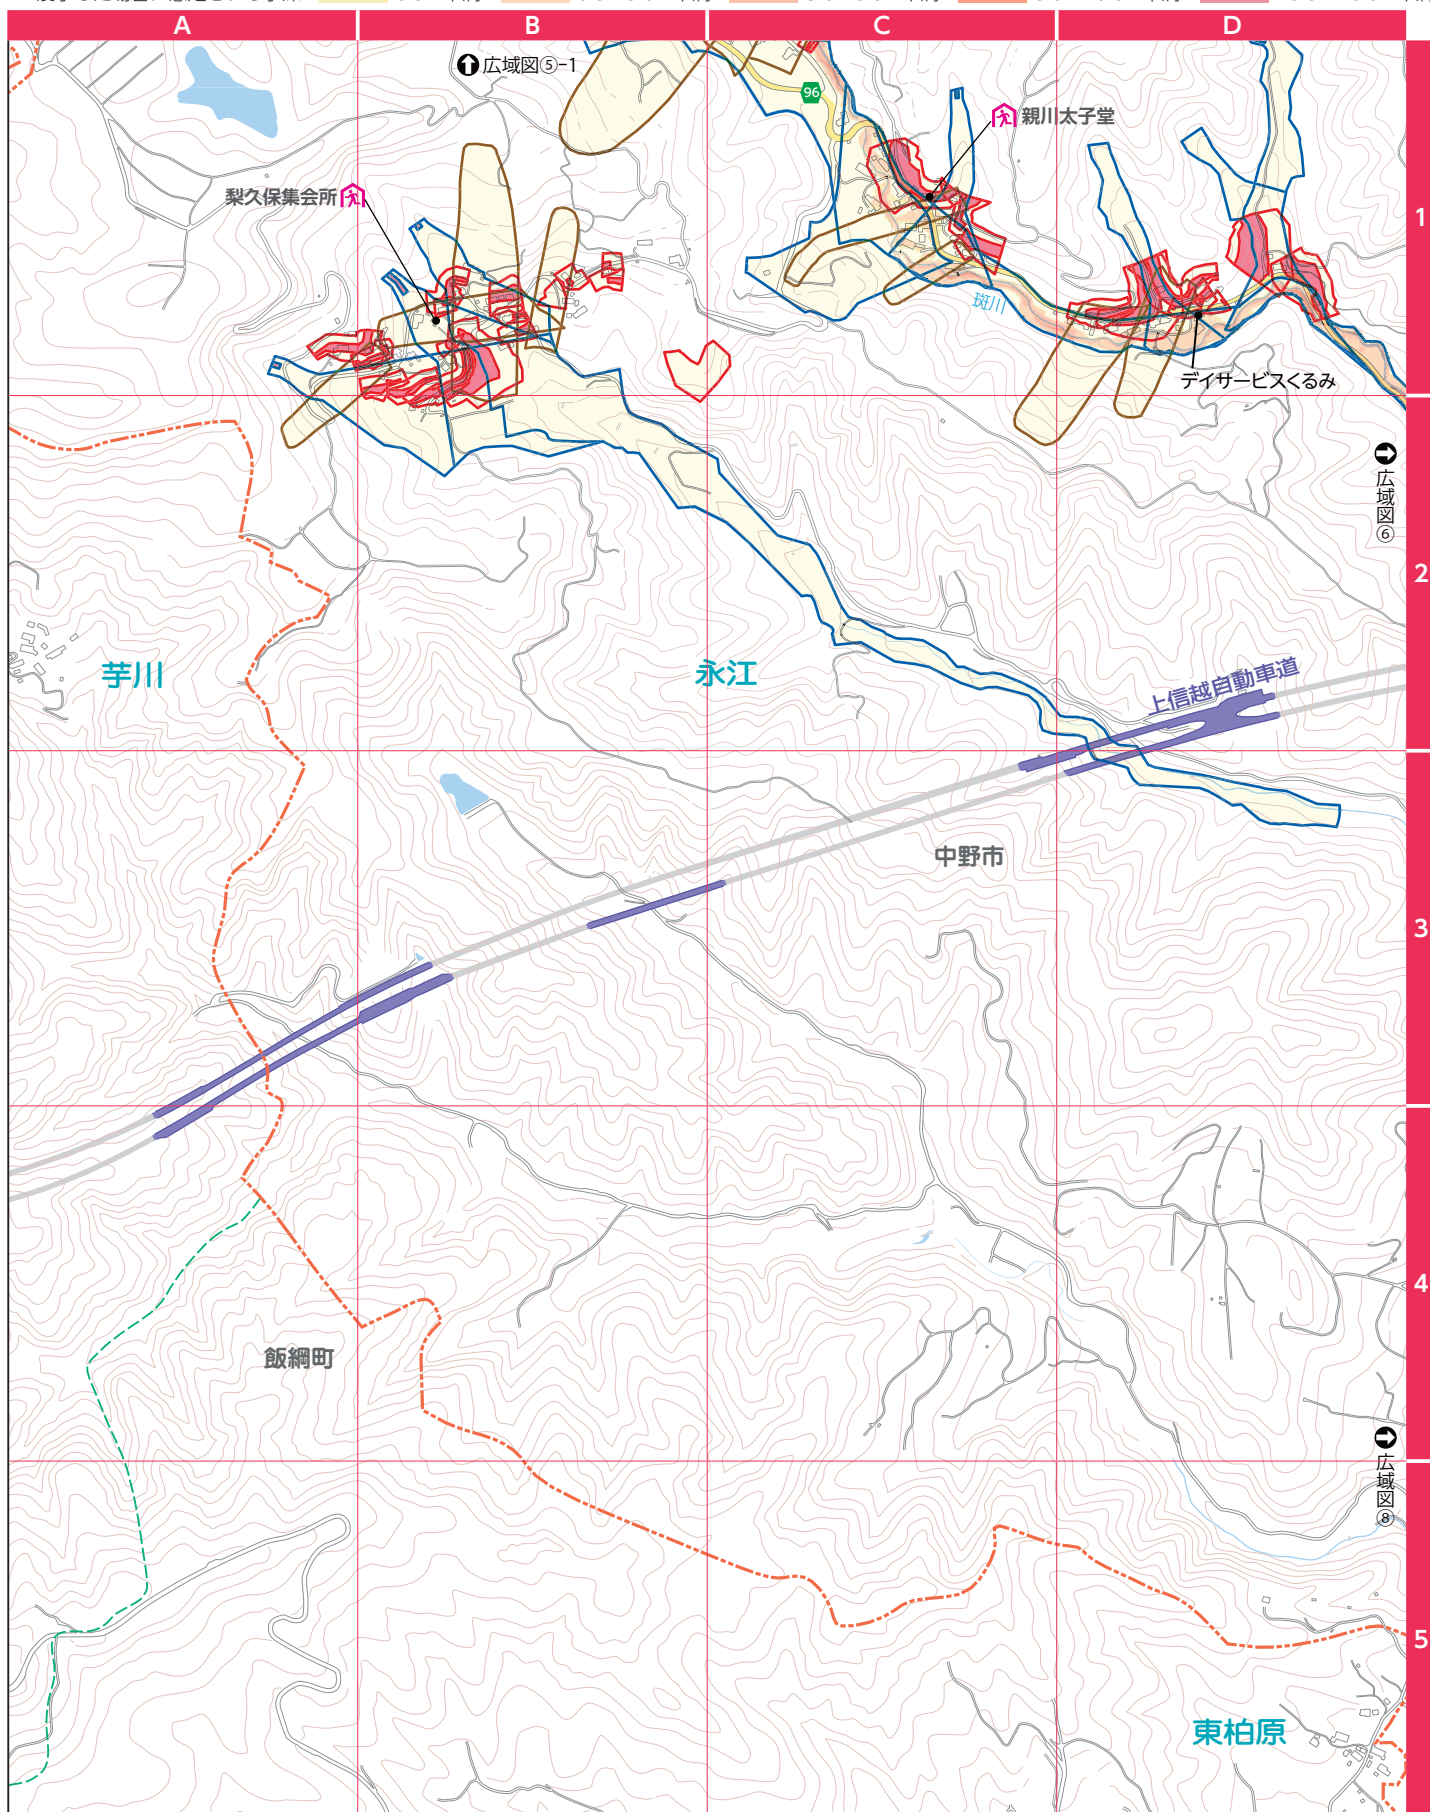 A
B
C
D
広域図⑤-1
96
親川太子堂
梨久保集会所
1
斑川
デイサービスくるみ
広域図⑥
2
芋川
永江
上信越自動車道
中野市
3
4
飯綱町
広域図⑧
5
東柏原